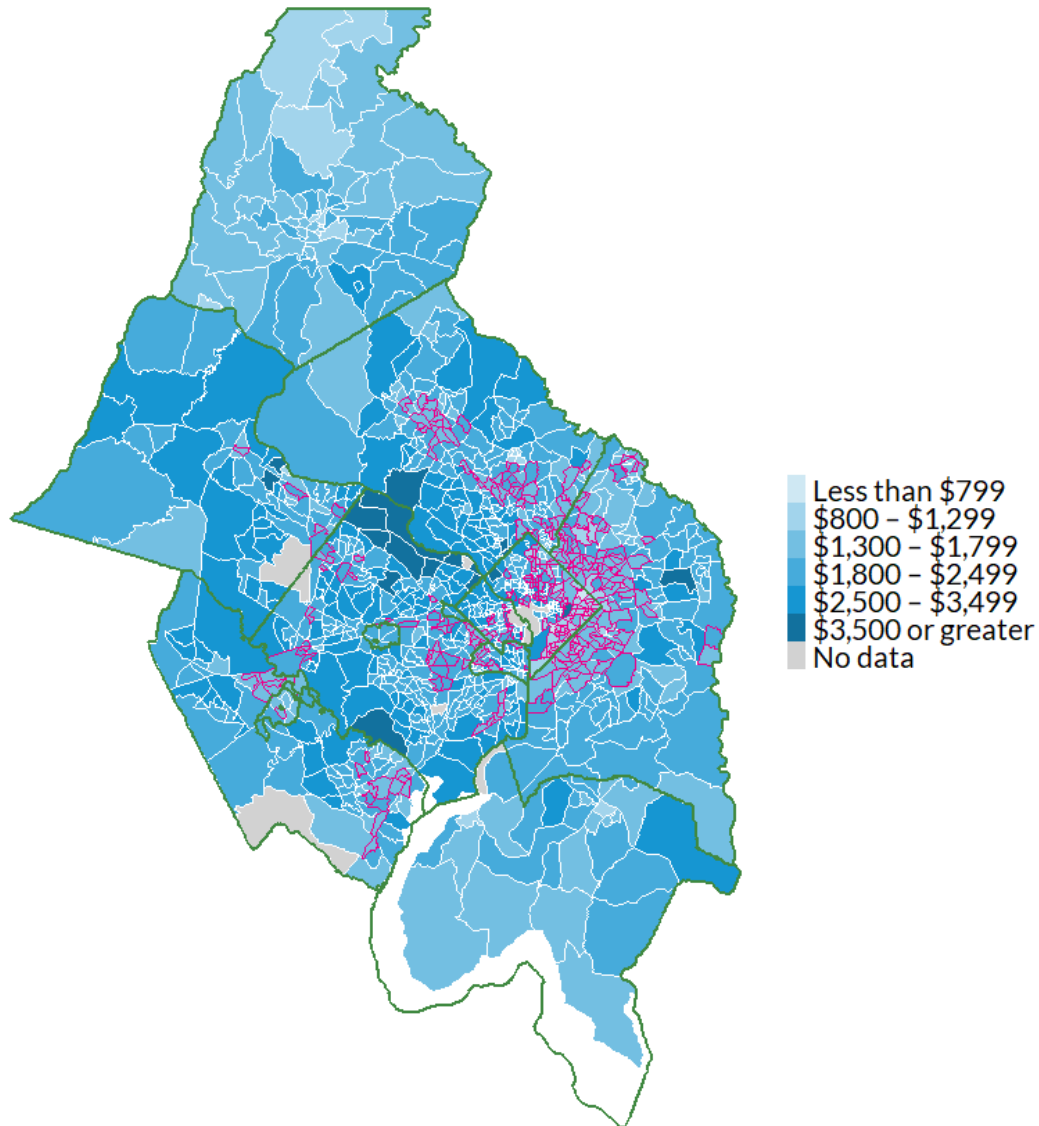 Less than $799
$800 – $1,299
$1,300 – $1,799
$1,800 – $2,499
$2,500 – $3,499
$3,500 or greater
No data